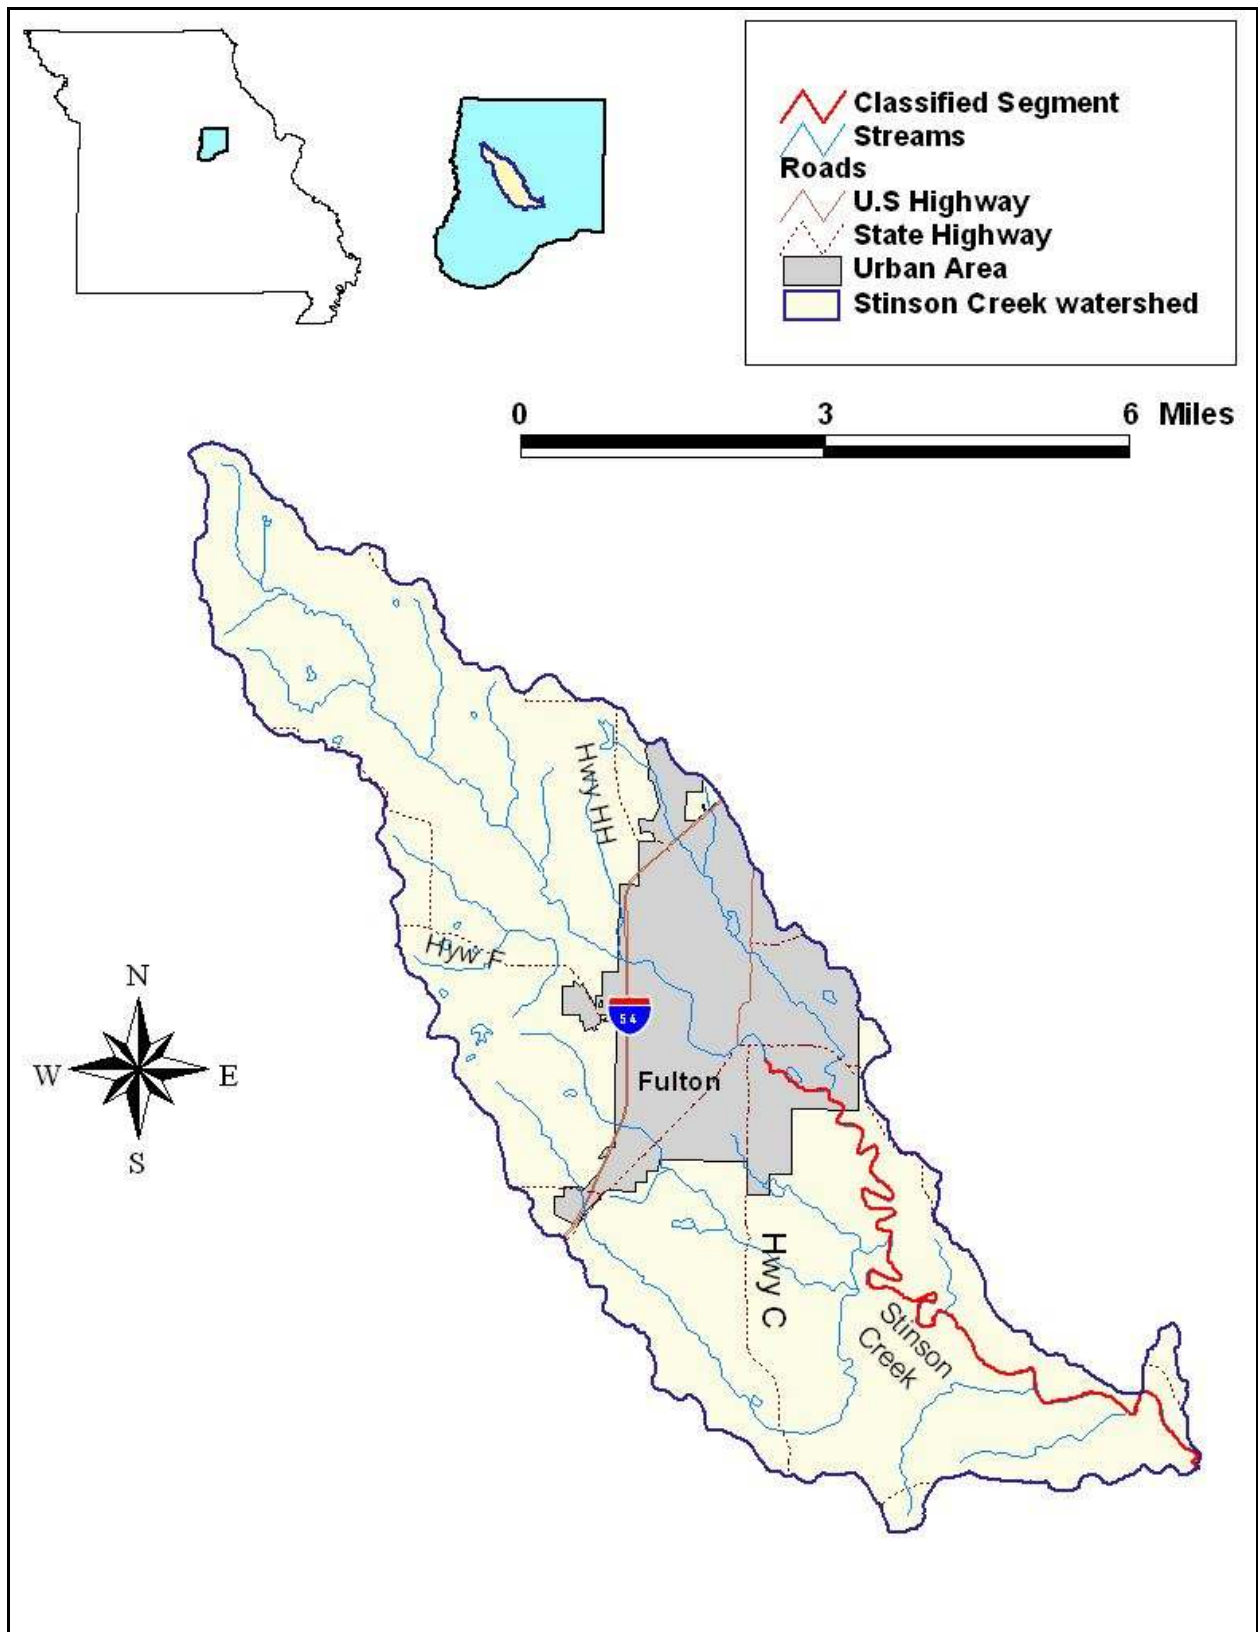 Classified Segment
Streams
Roads
U.S Highway
State Highway
Urban Area
Stinson Creek watershed
0 3 6 Miles
Hwy HH
Hyw F
N
W E
S
54
Fulton
Hwy C
Stinson
Creek